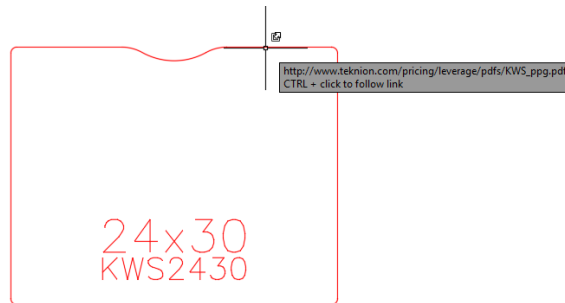 http://www.teknion.com/pricing/leverage/pdfs/KWS_ppg.pdf
CTRL + click to follow link
24x30
KWS2430